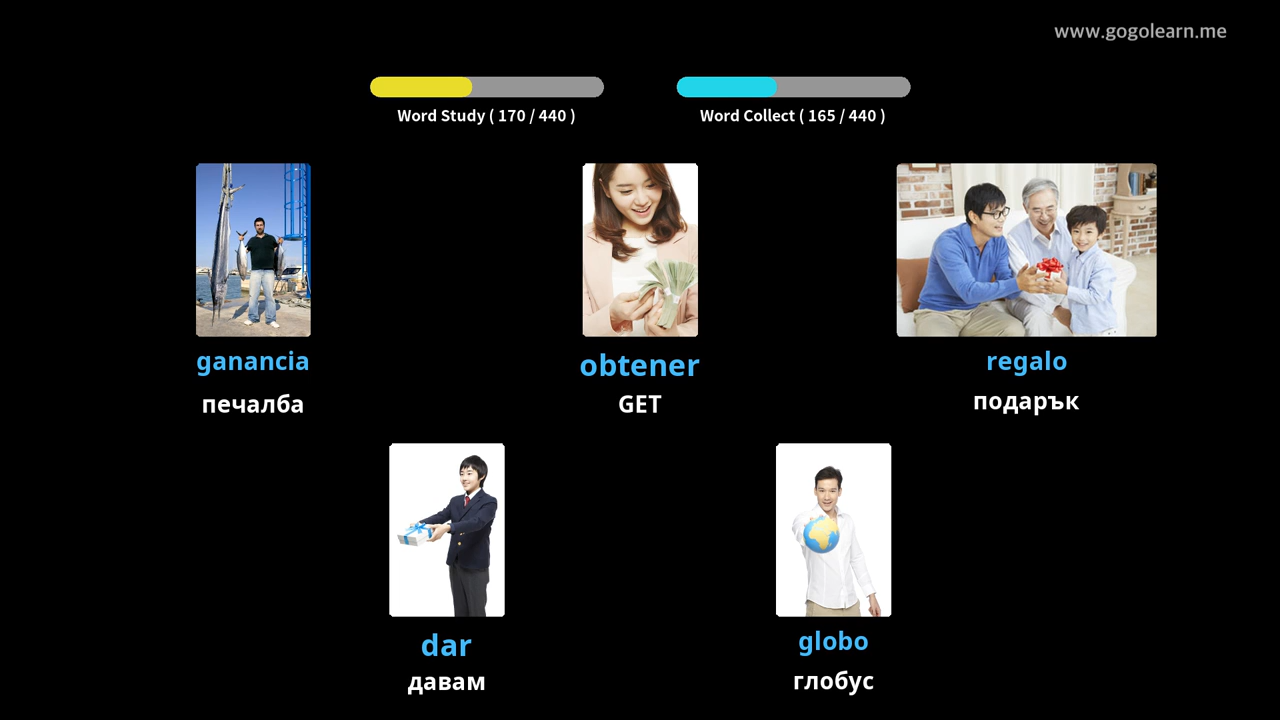 www.gogolearn.me
Word Study ( 170 / 440 )
Word Collect ( 165 / 440 )
ganancia
obtener
regalo
печалба
GET
подарък
dar
globo
давам
глобус